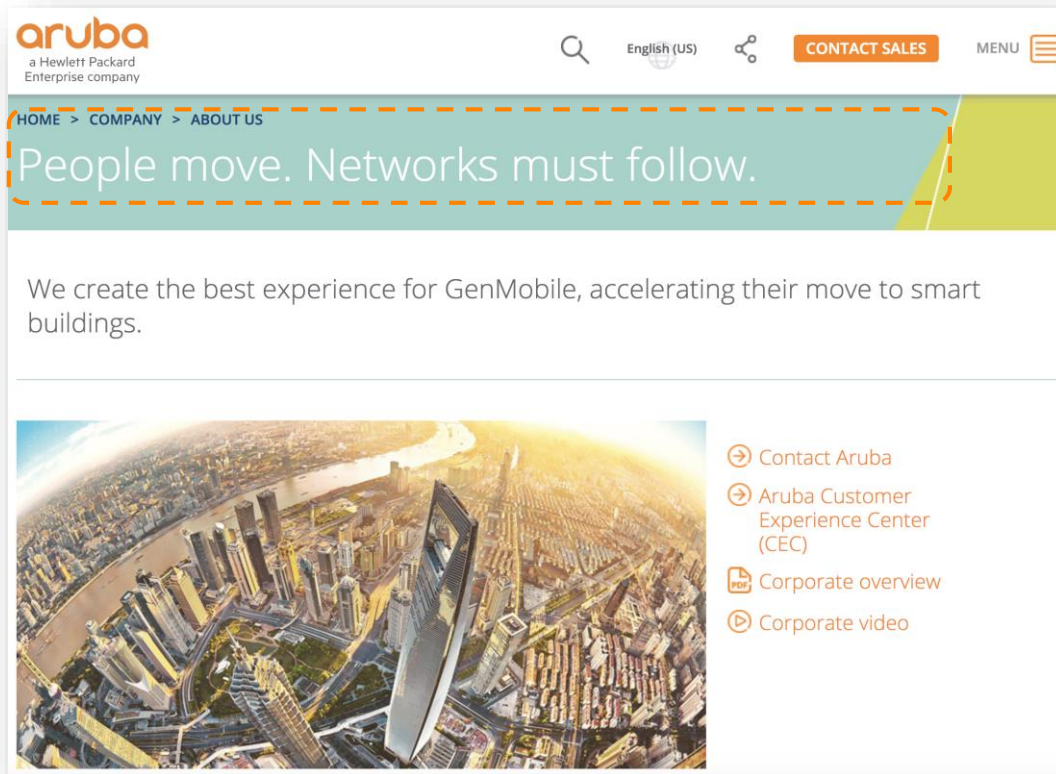 aruba
a Hewlett Packard
Enterprise company
English (US)
CONTACT SALES
MENU
HOME > COMPANY > ABOUT US
People move. Networks must follow.
We create the best experience for GenMobile, accelerating their move to smart
buildings.
Contact Aruba
Aruba Customer
Experience Center
(CEC)
PDF
Corporate overview
Corporate video